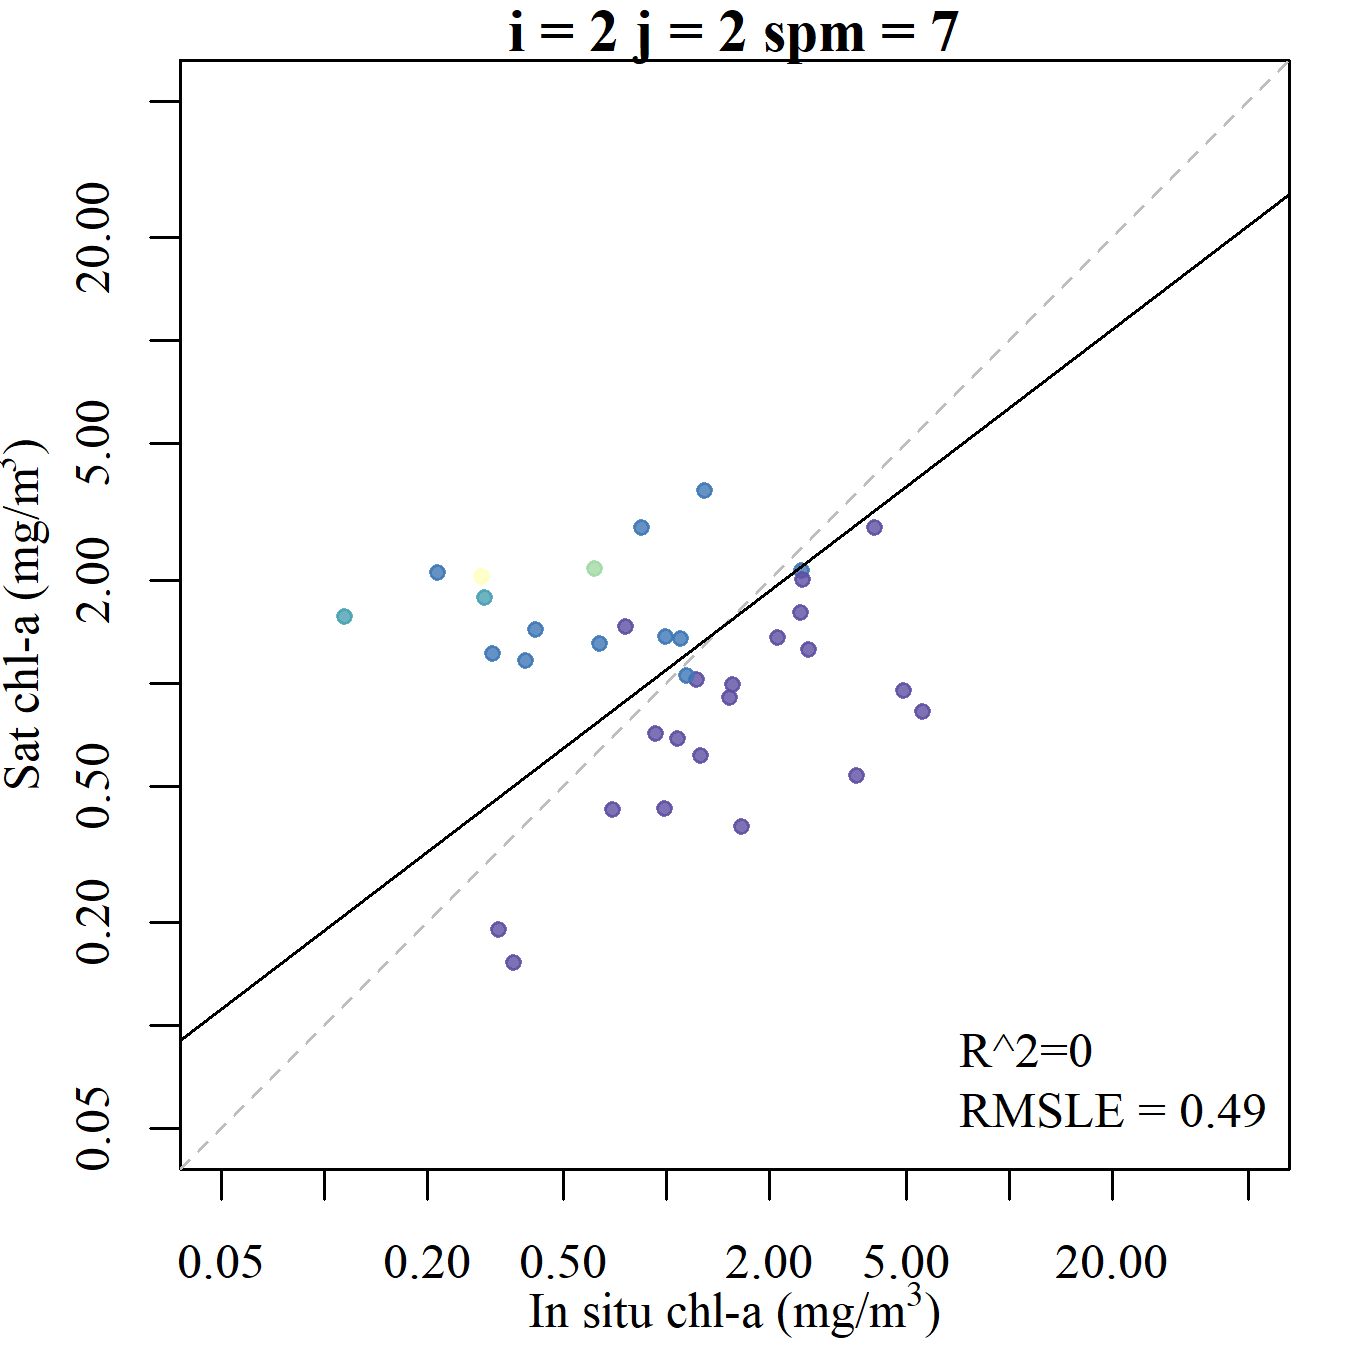 i = 2 j = 2 spm = 7
Sat chl-a (mg/m³)
20.00
5.00
2.00
0.50
0.20
0.05
R^2=0
RMSLE = 0.49
0.05 0.20 0.50 2.00 5.00 20.00
In situ chl-a (mg/m³)